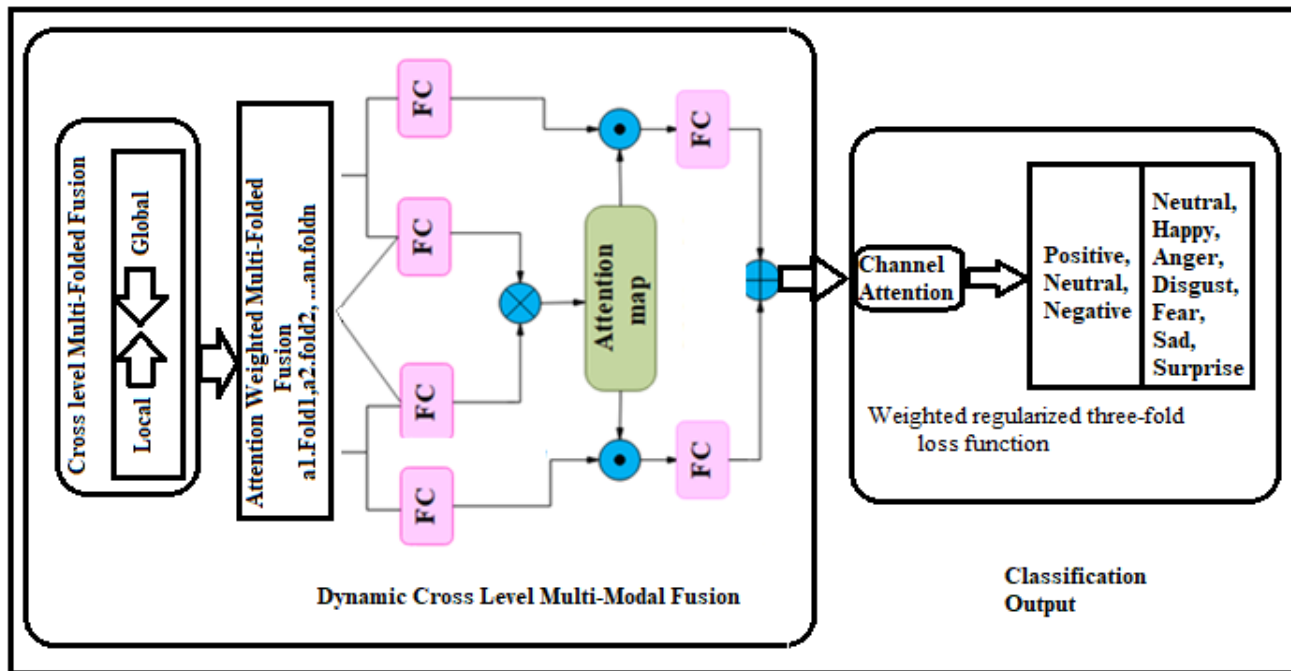 Cross level Multi-Folded Fusion
Global
Local
Attention Weighted Multi-Folded
Fusion
a1.Fold1,a2.fold2, ....an.foldn
FC
FC
FC
FC
Attention
map
FC
FC
Dynamic Cross Level Multi-Modal Fusion
Channel
Attention
Positive,
Neutral,
Negative
Neutral,
Happy,
Anger,
Disgust,
Fear,
Sad,
Surprise
Weighted regularized three-fold
loss function
Classification
Output